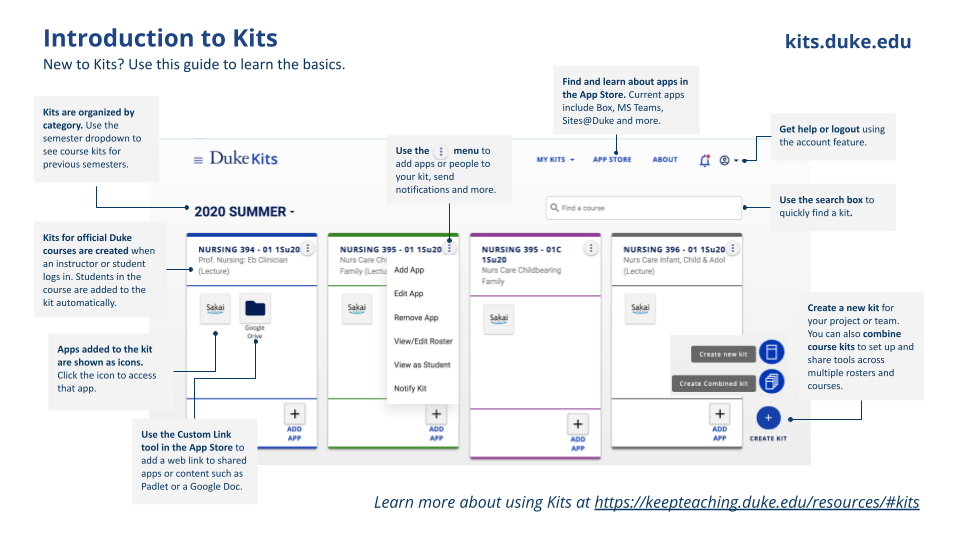 Introduction to Kits
kits.duke.edu
New to Kits? Use this guide to learn the basics.
Find and learn about apps in
the App Store. Current apps
include Box, MS Teams,
Sites@Duke and more.
Kits are organized by
category. Use the
semester dropdown to
see course kits for
previous semesters.
Get help or logout using
the account feature.
Use the menu to
add apps or people to
your kit, send
notifications and more.
Duke Kits
MY KITS
APP STORE
ABOUT
Use the search box to
quickly find a kit.
2020 SUMMER
Find a course
Kits for official Duke
courses are created when
an instructor or student
logs in. Students in the
course are added to the
kit automatically.
NURSING 394 - 01 1Su20
Prof. Nursing: Eb Clinician
(Lecture)
Sakai
Google
Drive
ADD
APP
NURSING 395 - 01 1Su20
Nurs Care
Family (Lectu
Sakai
Add App
Edit App
Remove App
View/Edit Roster
View as Student
Notify Kit
ADD
APP
NURSING 395 - 01C
1Su20
Nurs Care Childbearing
Family
Sakai
ADD
APP
NURSING 396 - 01 1Su20
Nurs Care Infant, Child & Adol
(Lecture)
Sakai
ADD
APP
Create new kit
Create Combined kit
CREATE KIT
Create a new kit for
your project or team.
You can also combine
course kits to set up and
share tools across
multiple rosters and
courses.
Apps added to the kit
are shown as icons.
Click the icon to access
that app.
Use the Custom Link
tool in the App Store to
add a web link to shared
apps or content such as
Padlet or a Google Doc.
Learn more about using Kits at https://keepteaching.duke.edu/resources/#kits